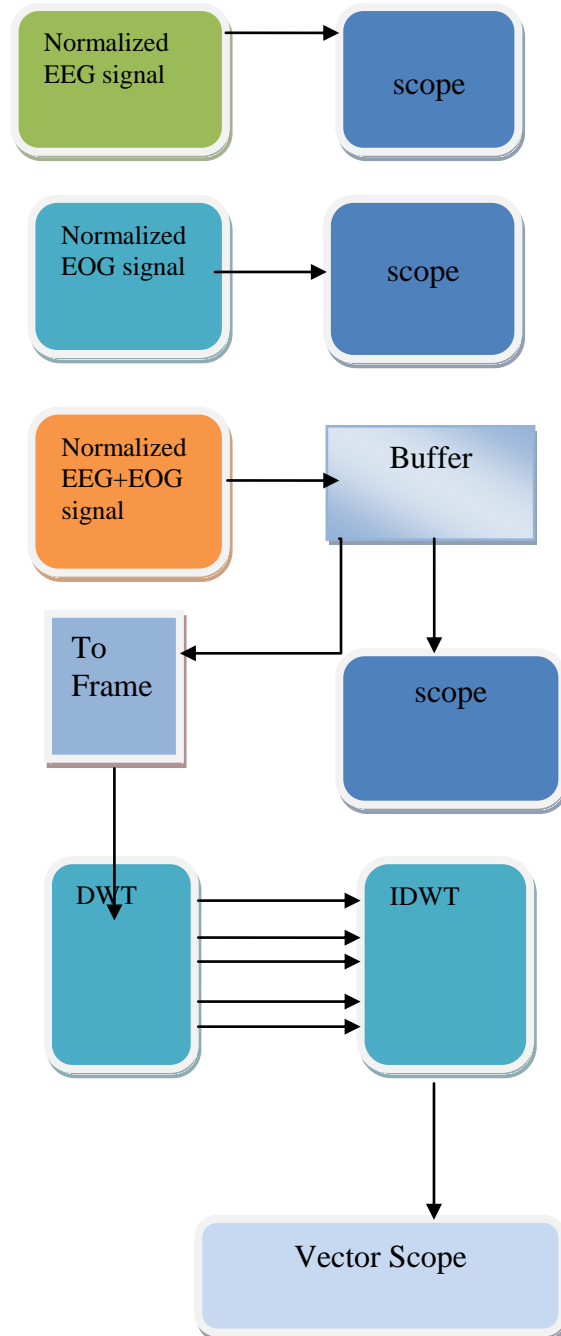 Normalized
EEG signal
scope
Normalized
EOG signal
scope
Normalized
EEG+EOG
signal
Buffer
To
Frame
scope
DWT
IDWT
Vector Scope